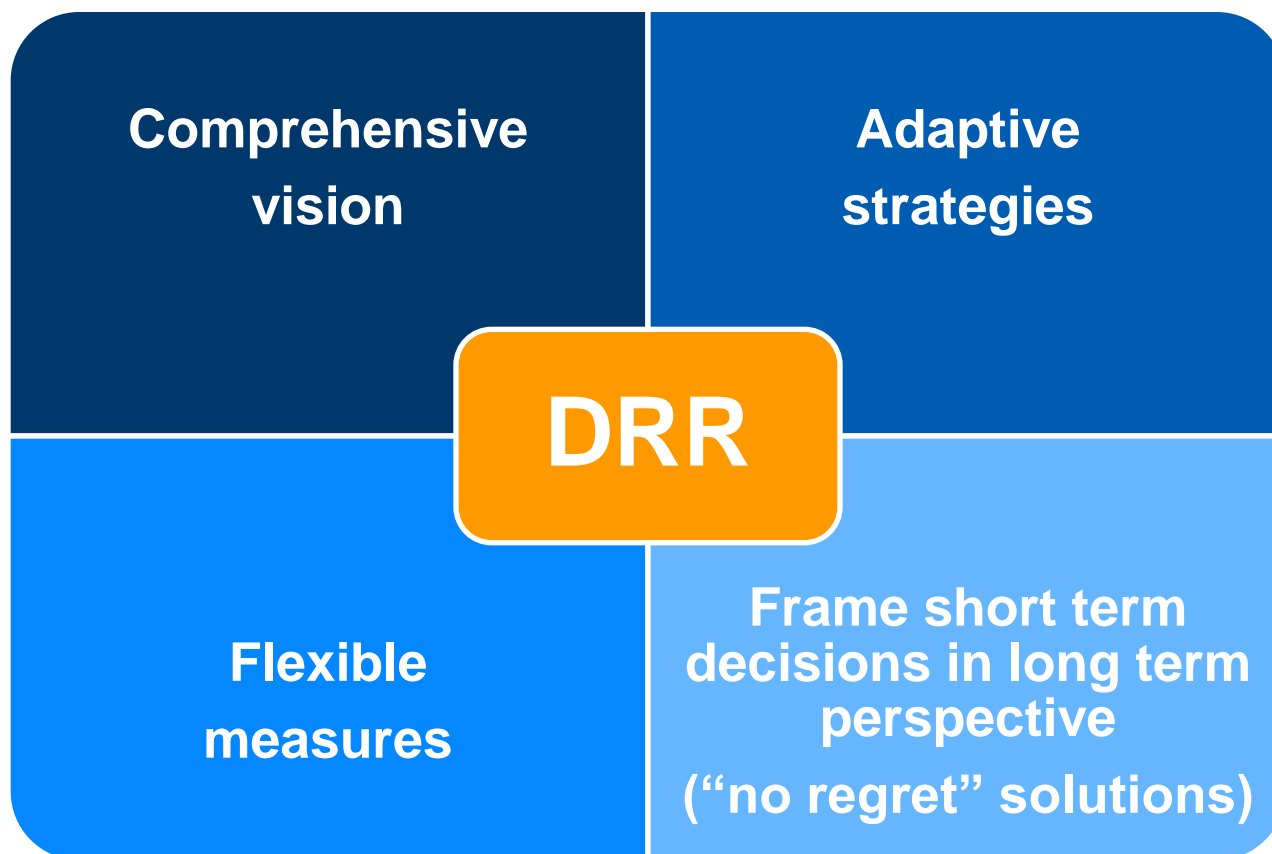 Comprehensive
vision
Adaptive
strategies
DRR
Flexible
measures
Frame short term
decisions in long term
perspective
(“no regret” solutions)